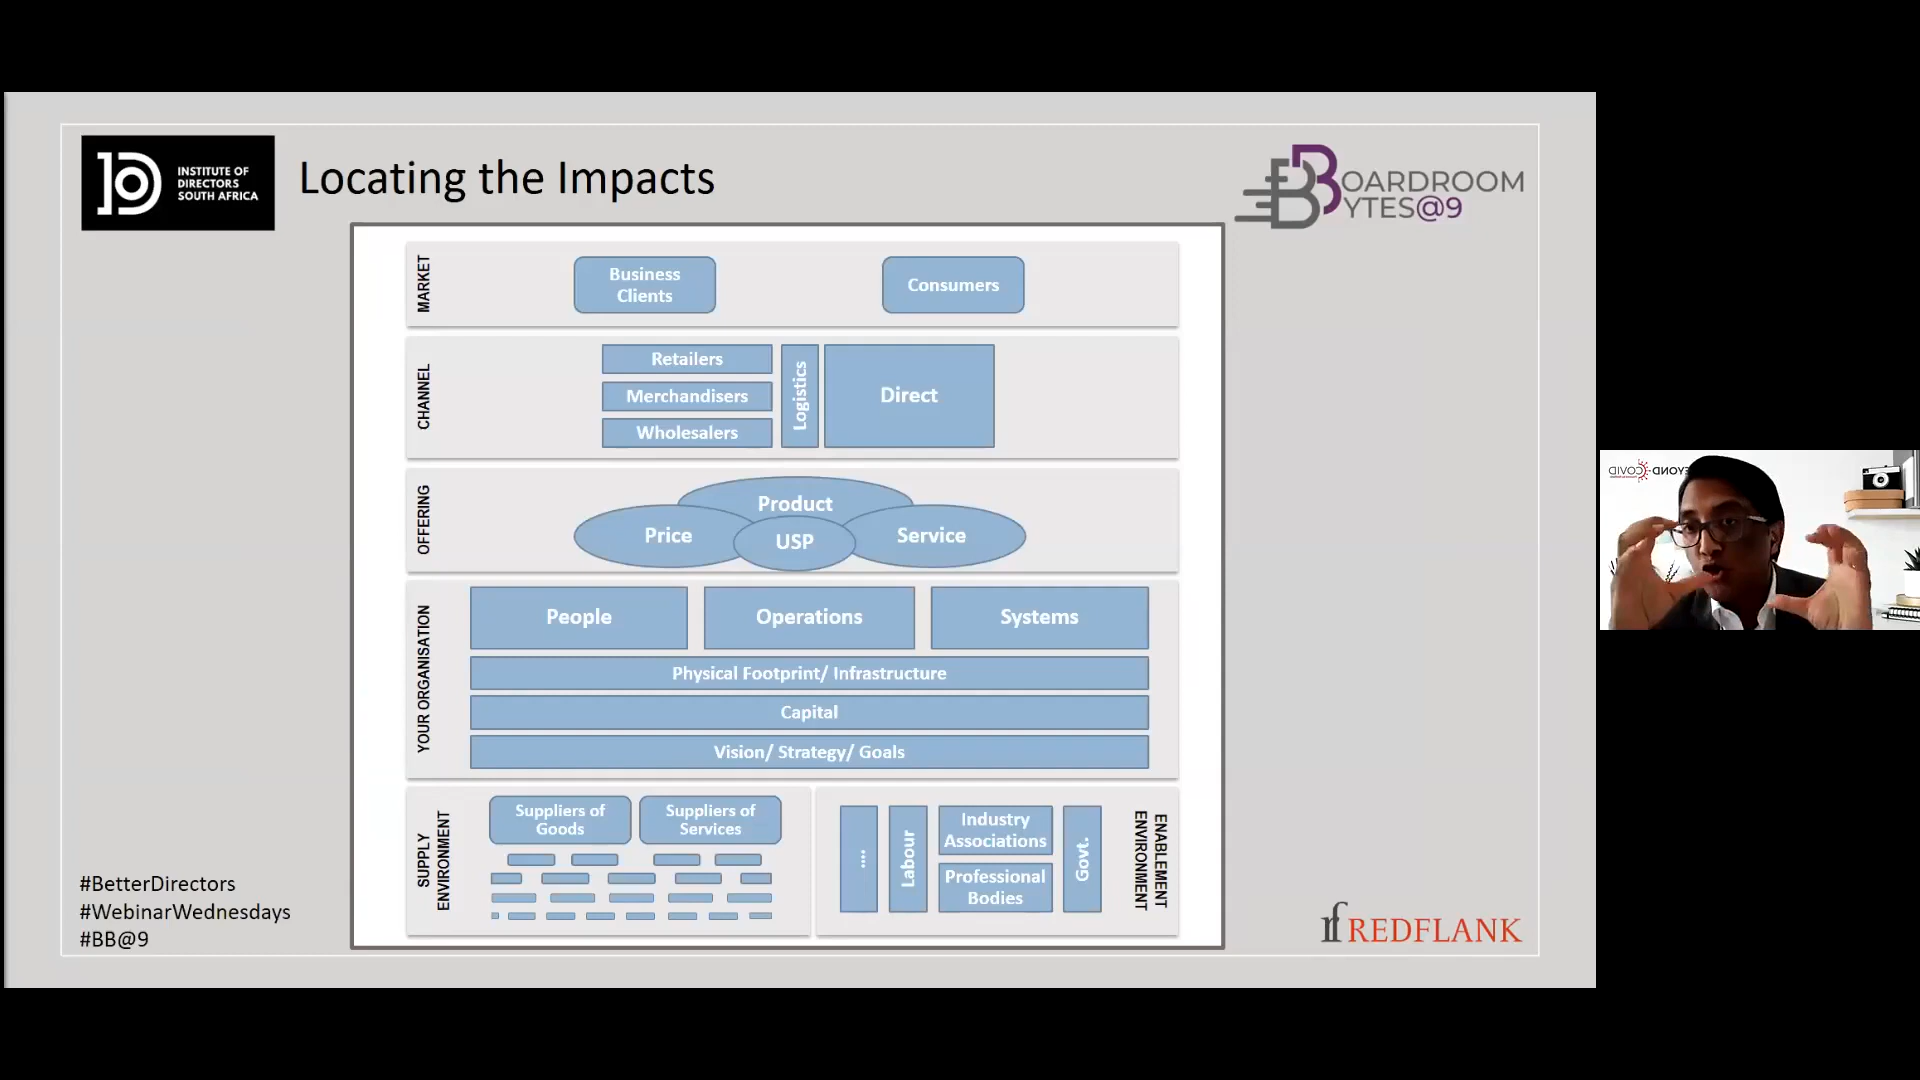 INSTITUTE OF
DIRECTORS
SOUTH AFRICA
Locating the Impacts
BOARDROOM
BYTES@9
MARKET
Business
Clients
Consumers
CHANNEL
Retailers
Merchandisers
Wholesalers
Logistics
Direct
OFFERING
Product
Price
USP
Service
YOUR ORGANISATION
People
Operations
Systems
Physical Footprint/ Infrastructure
Capital
Vision/ Strategy/ Goals
SUPPLY
ENVIRONMENT
Suppliers of
Goods
Suppliers of
Services
....
Labour
Industry
Associations
Professional
Bodies
Govt.
ENABLEMENT
ENVIRONMENT
#BetterDirectors
#WebinarWednesdays
#BB@9
rf REDFLANK
EYOND-COVID